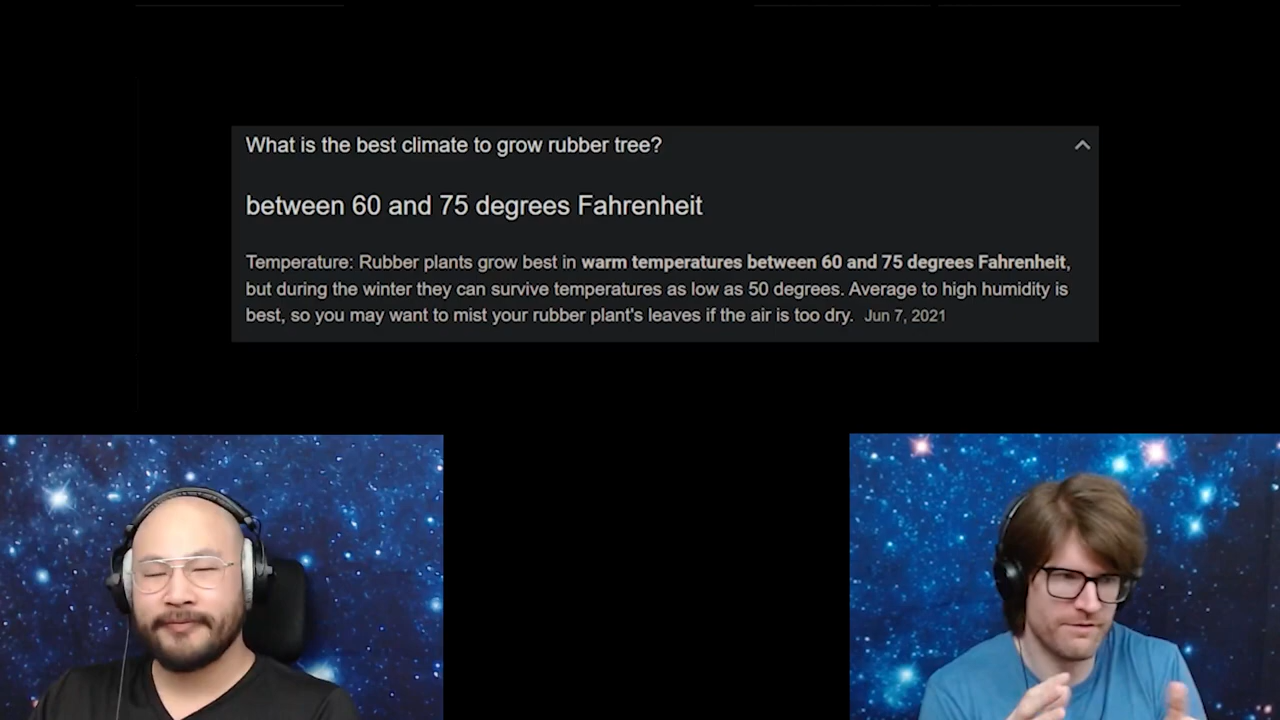 What is the best climate to grow rubber tree?
between 60 and 75 degrees Fahrenheit
Temperature: Rubber plants grow best in warm temperatures between 60 and 75 degrees Fahrenheit,
but during the winter they can survive temperatures as low as 50 degrees. Average to high humidity is
best, so you may want to mist your rubber plant's leaves if the air is too dry. Jun 7, 2021